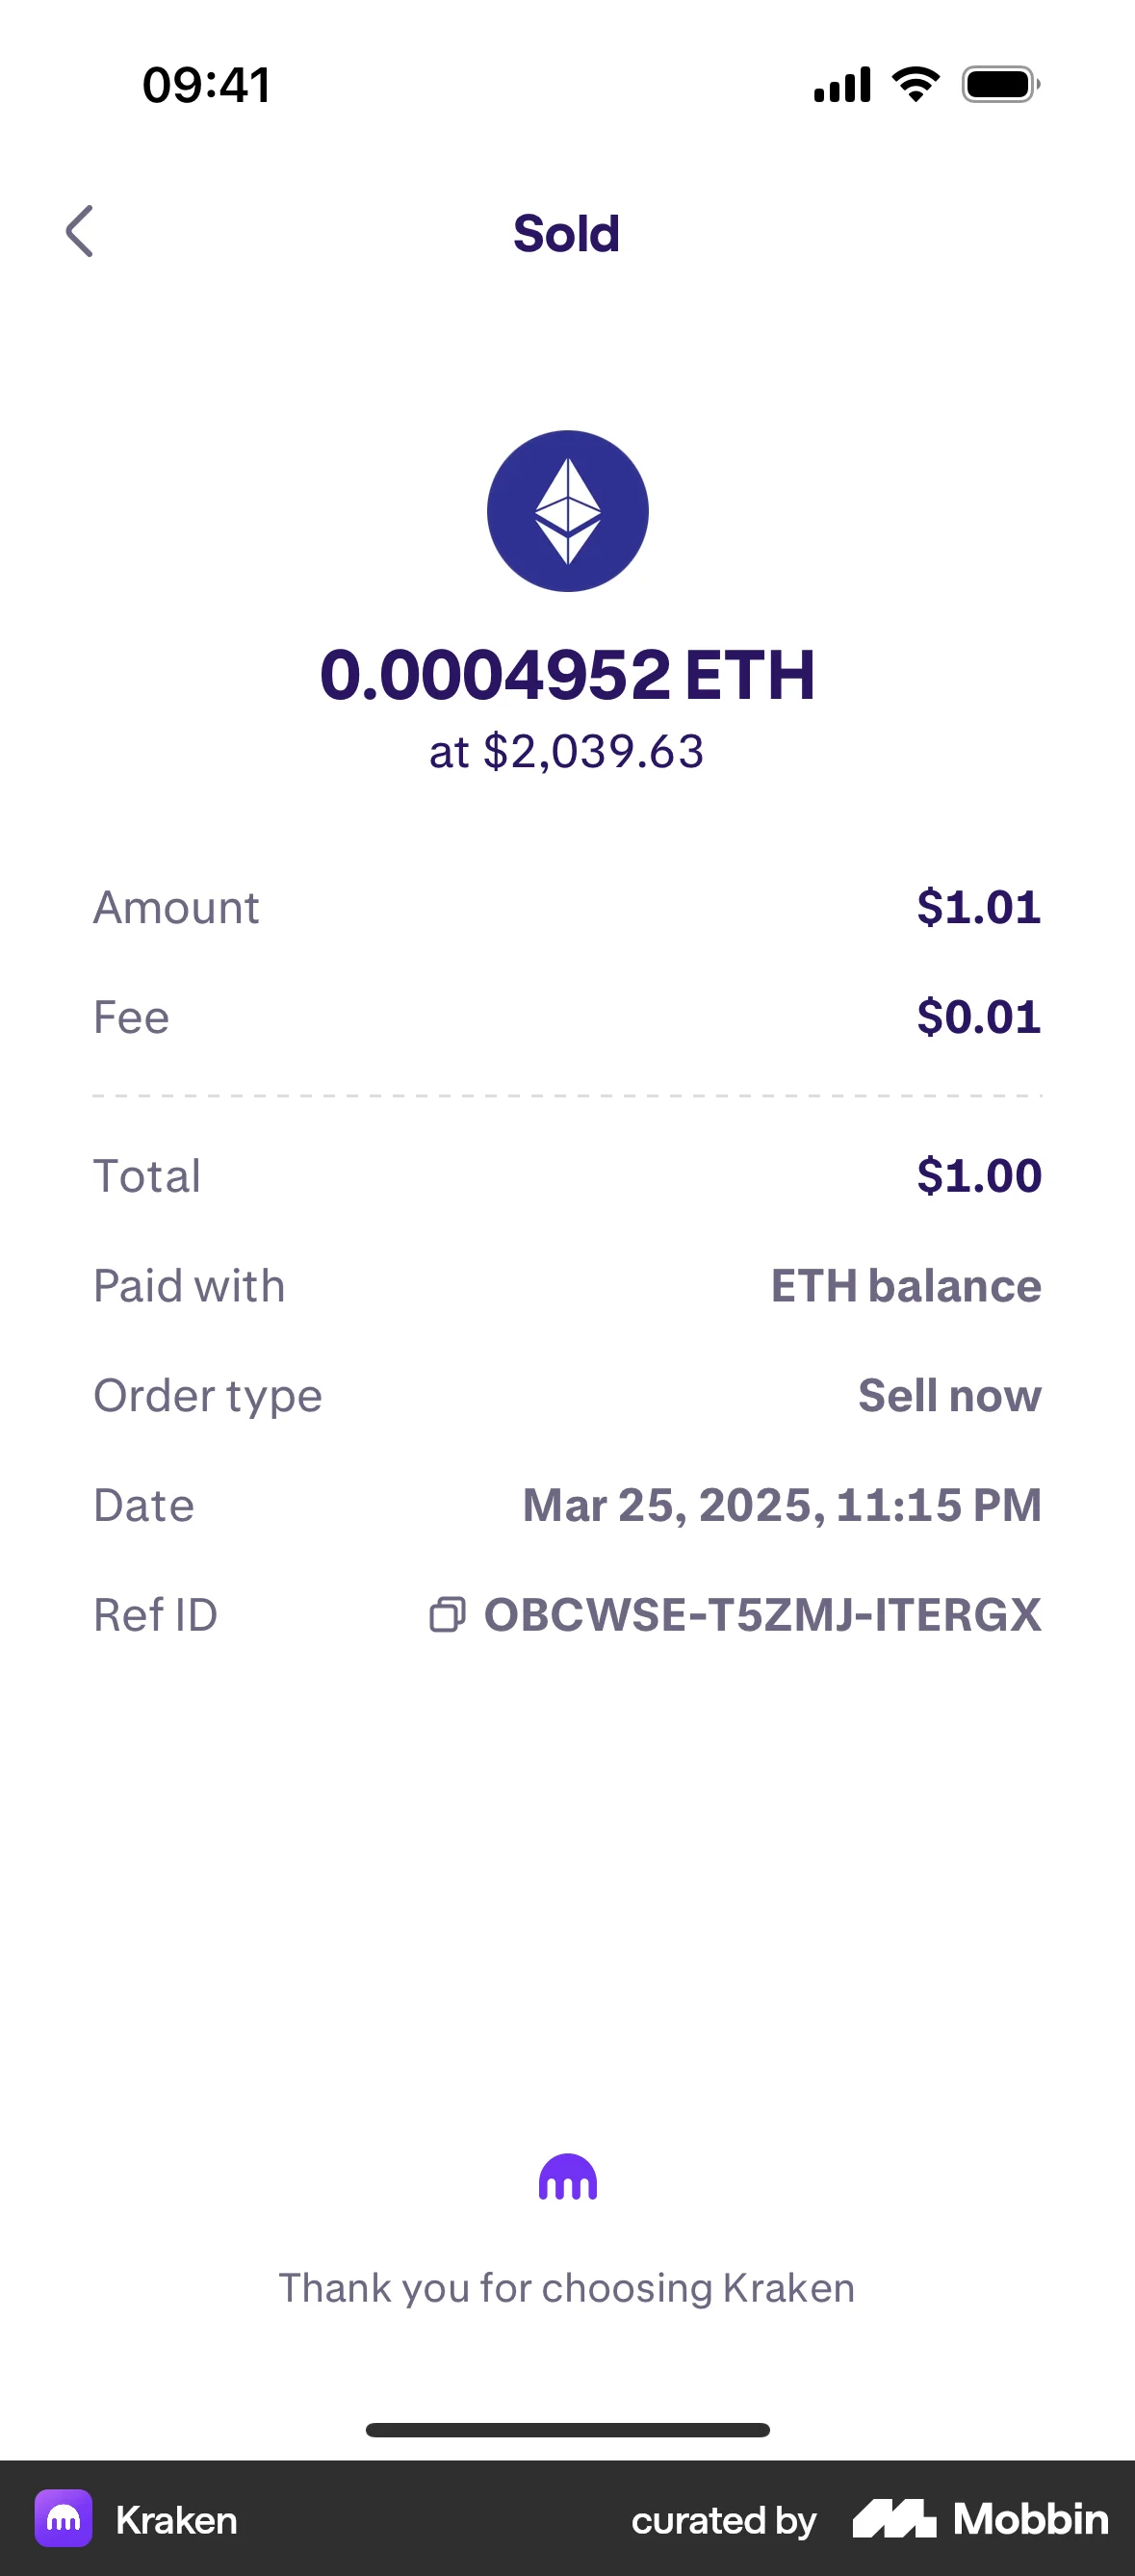 09:41
Sold
0.0004952 ETH
at $2,039.63
Amount $1.01
Fee $0.01
Total $1.00
Paid with ETH balance
Order type Sell now
Date Mar 25, 2025, 11:15 PM
Ref ID OBCWSE-T5ZMJ-ITERGX
Thank you for choosing Kraken
Kraken curated by Mobbin